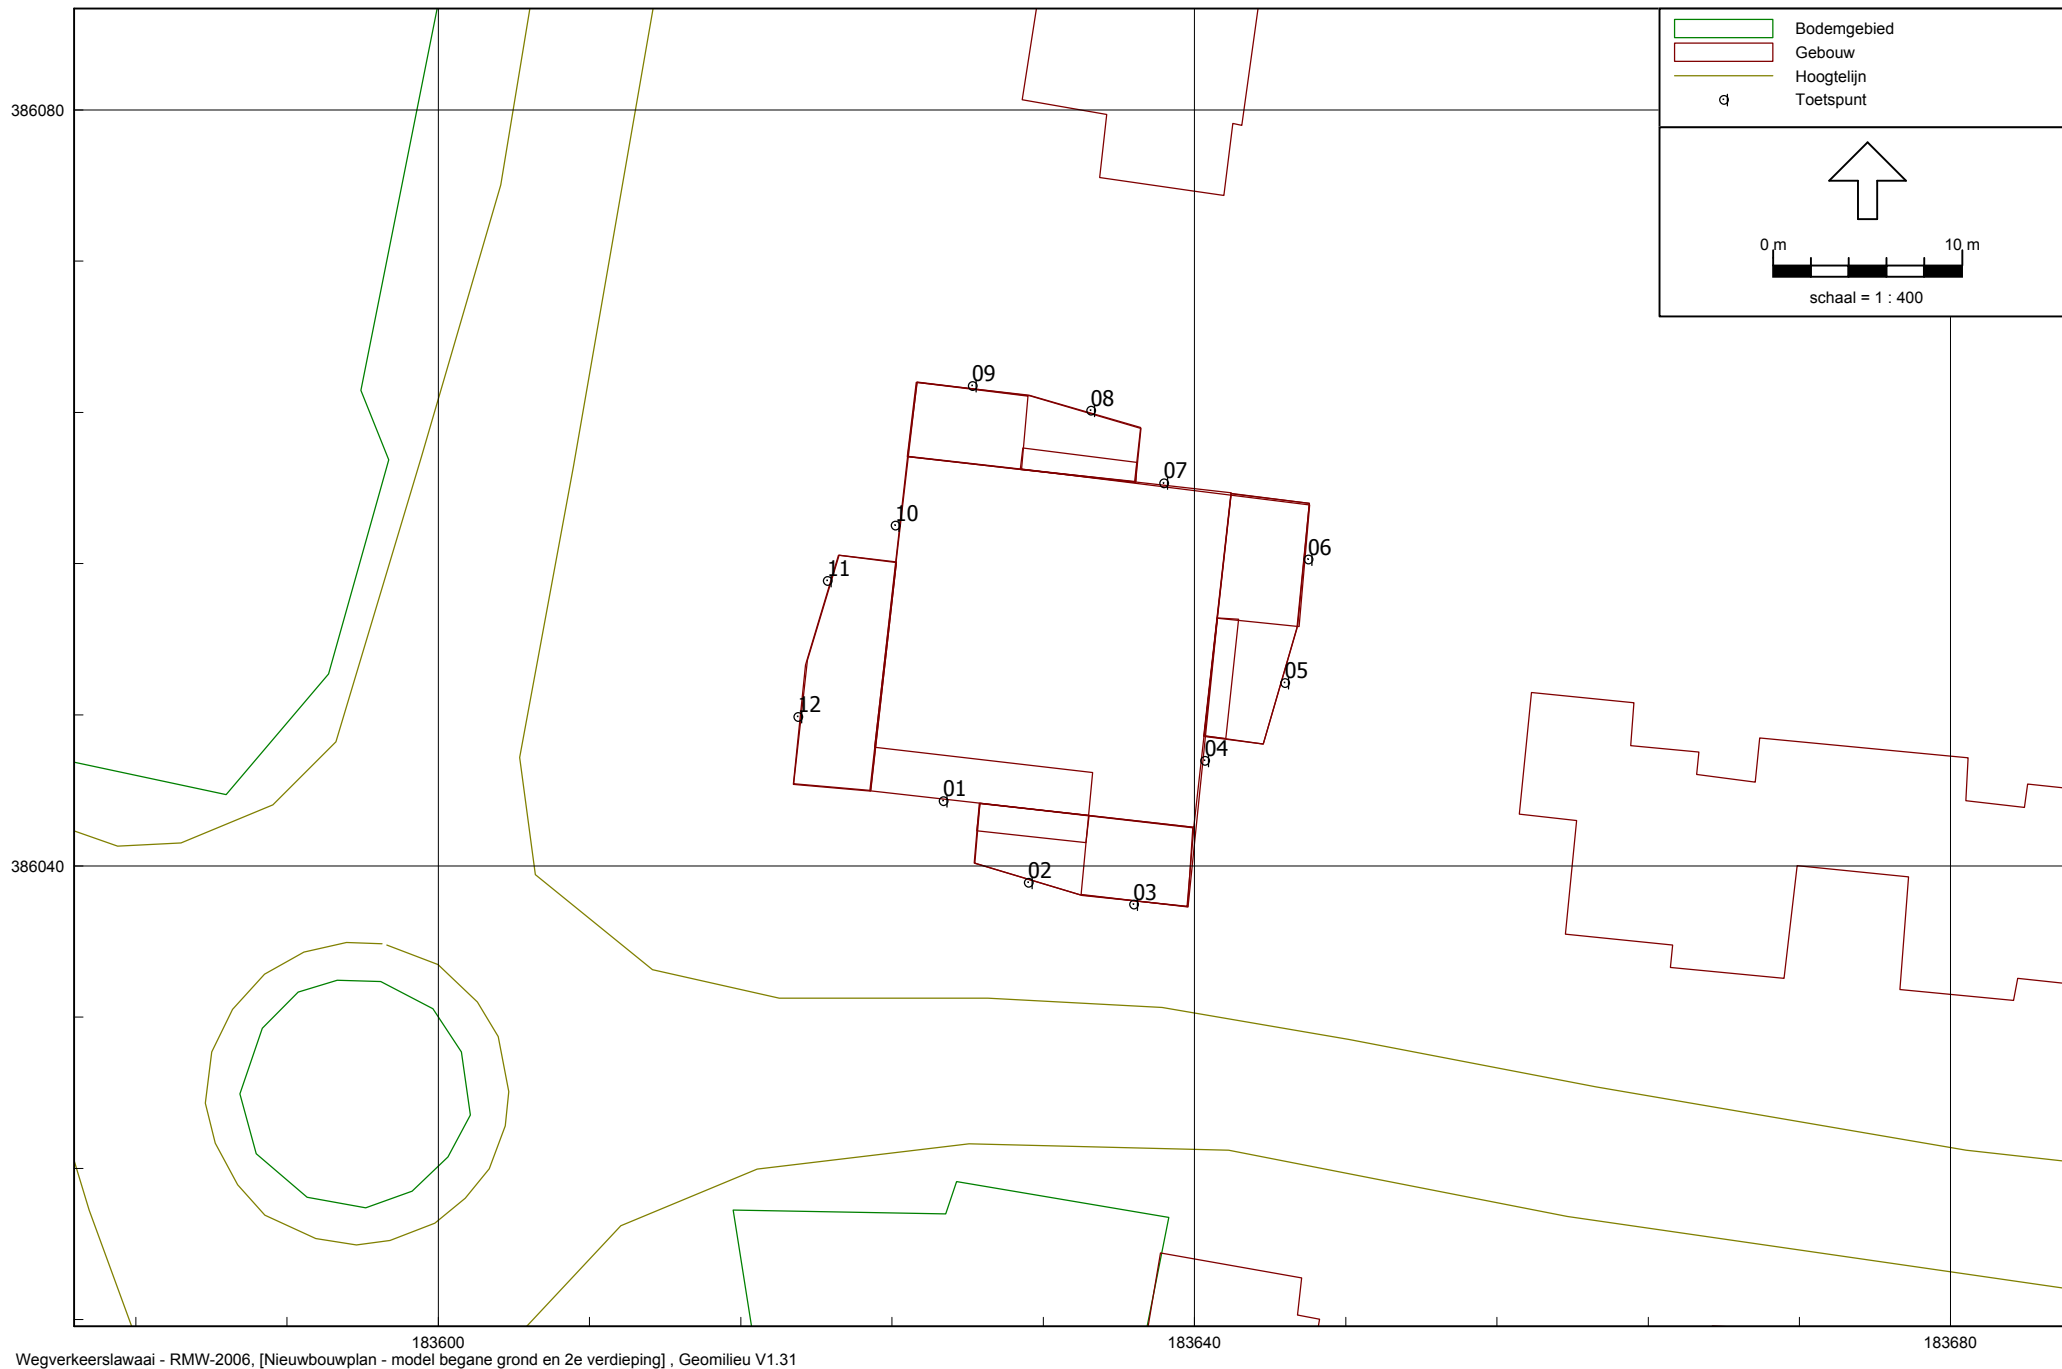 Bodemgebied
Gebouw
Hoogtelijn
Toetspunt
386080
0 m
10 m
schaal = 1 : 400
09
08
07
10
06
11
05
12
04
01
386040
02
03
183600
183640
183680
Wegverkeerslawaai - RMW-2006, [Nieuwbouwplan - model begane grond en 2e verdieping] , Geomilieu V1.31